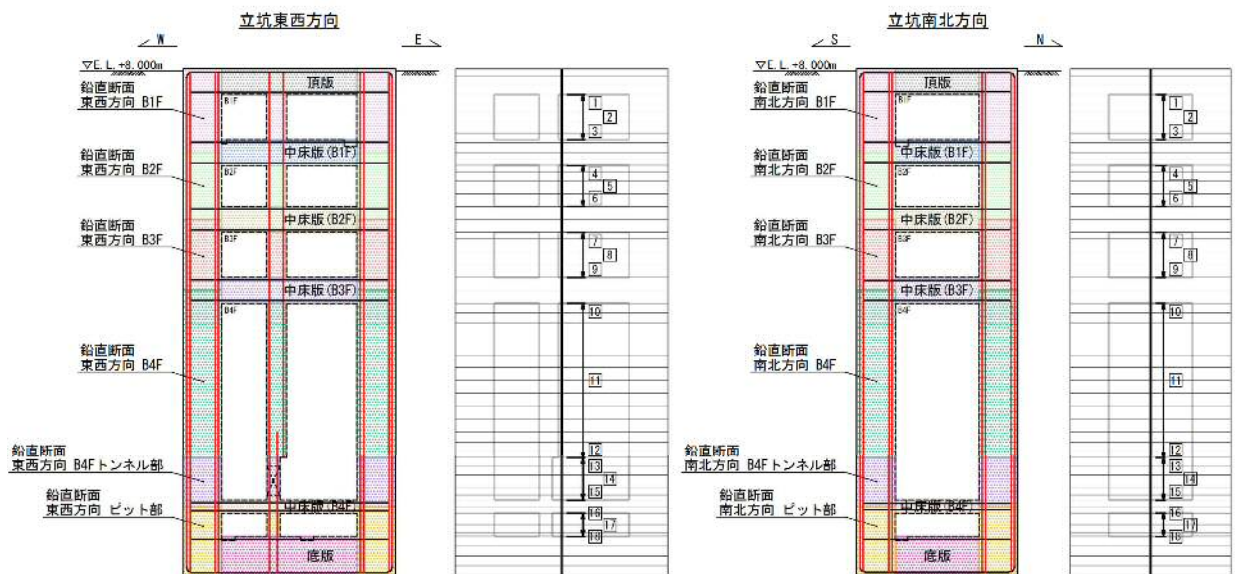 立坑東西方向
W
E
▽E.L.+8.000m
頂版
鉛直断面
東西方向 B1F
B1F
中床版(B1F)
鉛直断面
東西方向 B2F
B2F
中床版(B2F)
鉛直断面
東西方向 B3F
B3F
中床版(B3F)
B4F
鉛直断面
東西方向 B4F
鉛直断面
東西方向 B4Fトンネル部
中床版(B4F)
鉛直断面
東西方向 ピット部
底版
1
2
3
4
5
6
7
8
9
10
11
12
13
14
15
16
17
18
立坑南北方向
S
N
▽E.L.+8.000m
頂版
鉛直断面
南北方向 B1F
B1F
中床版(B1F)
鉛直断面
南北方向 B2F
B2F
中床版(B2F)
鉛直断面
南北方向 B3F
B3F
中床版(B3F)
B4F
鉛直断面
南北方向 B4F
鉛直断面
南北方向 B4Fトンネル部
中床版(B4F)
鉛直断面
南北方向 ピット部
底版
1
2
3
4
5
6
7
8
9
10
11
12
13
14
15
16
17
18